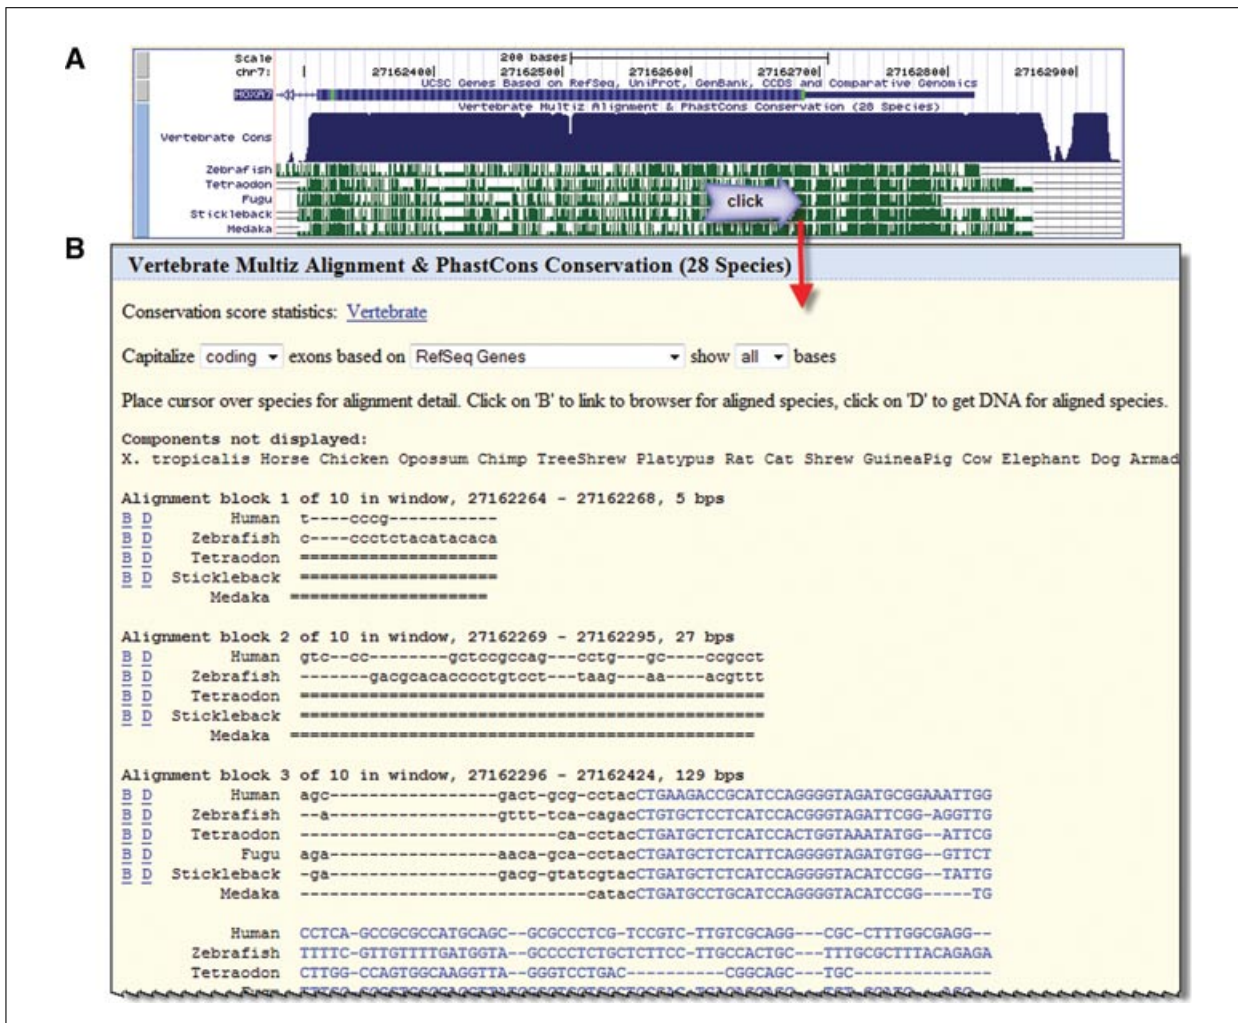 A
Scale
200 bases
chr7:
27162400
27162500
27162600
27162700
27162800
27162900
UCSC Genes Based on RefSeq, UniProt, GenBank, CCDS and Comparative Genomics
HOXA7
Vertebrate Multiz Alignment & PhastCons Conservation (28 Species)
Vertebrate Cons
Zebrafish
Tetraodon
Fugu
Stickleback
Medaka
click
B
Vertebrate Multiz Alignment & PhastCons Conservation (28 Species)
Conservation score statistics: Vertebrate
Capitalize coding exons based on RefSeq Genes show all bases
Place cursor over species for alignment detail. Click on 'B' to link to browser for aligned species, click on 'D' to get DNA for aligned species.
Components not displayed:
X. tropicalis Horse Chicken Opossum Chimp TreeShrew Platypus Rat Cat Shrew GuineaPig Cow Elephant Dog Armad
Alignment block 1 of 10 in window, 27162264 - 27162268, 5 bps
B D Human t----cccg-----------
B D Zebrafish c----ccctctacatacaca
B D Tetraodon ====================
B D Stickleback ====================
Medaka ====================
Alignment block 2 of 10 in window, 27162269 - 27162295, 27 bps
B D Human gtc--cc---------gctccgccag---cctg---gc----ccgcct
B D Zebrafish -------gacgcacacccctgtcct---taag---aa----acgttt
B D Tetraodon ===============================================
B D Stickleback ===============================================
Medaka ===============================================
Alignment block 3 of 10 in window, 27162296 - 27162424, 129 bps
B D Human agc-----------------gact-gcg-cctacCTGAAGACCGCATCCAGGGGTAGATGCGGAAATTGG
B D Zebrafish --a-----------------gttt-tca-cagacCTGTGCTCCTCATCCACGGGTAGATTCGG-AGGTTG
B D Tetraodon --------------------------ca-cctacCTGATGCTCTCATCCACTGGTAAATATGG--ATTCG
B D Fugu aga-----------------aaca-gca-cctacCTGATGCTCTCATTCAGGGGTAGATGTGG--GTTCT
B D Stickleback -ga-----------------gacg-gtatcgtacCTGATGCTCTCATCCAGGGGTACATCCGG--TATTG
Medaka -----------------------------catacCTGATGCCTGCATCCAGGGGTACATCCGG-----TG
Human CCTCA-GCCGCGCCATGCAGC--GCGCCCTCG-TCCGTC-TTGTCGCAGG---CGC-CTTTGGCGAGG--
Zebrafish TTTTC-GTTGTTTTGATGGTA--GCCCCTCTGCTCTTCC-TTGCCACTGC---TTTGCGCTTTACAGAGA
Tetraodon CTTGG-CCAGTGGCAAGGTTA--GGGTCCTGAC----------CGGCAGC---TGC--------------